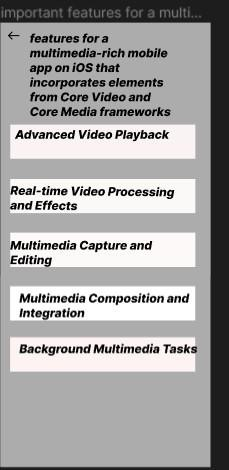 important features for a multi...
← features for a
multimedia-rich mobile
app on iOS that
incorporates elements
from Core Video and
Core Media frameworks
Advanced Video Playback
Real-time Video Processing
and Effects
Multimedia Capture and
Editing
Multimedia Composition and
Integration
Background Multimedia Tasks